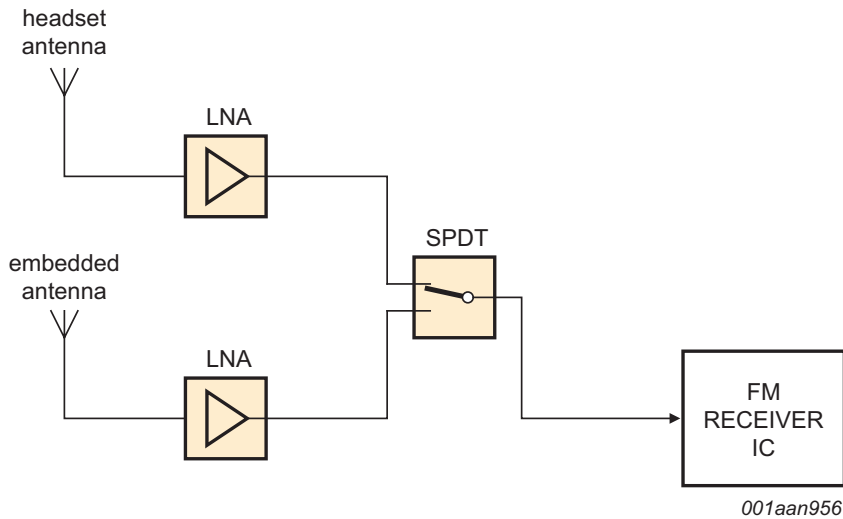 headset
antenna
LNA
SPDT
embedded
antenna
LNA
FM
RECEIVER
IC
001aan956